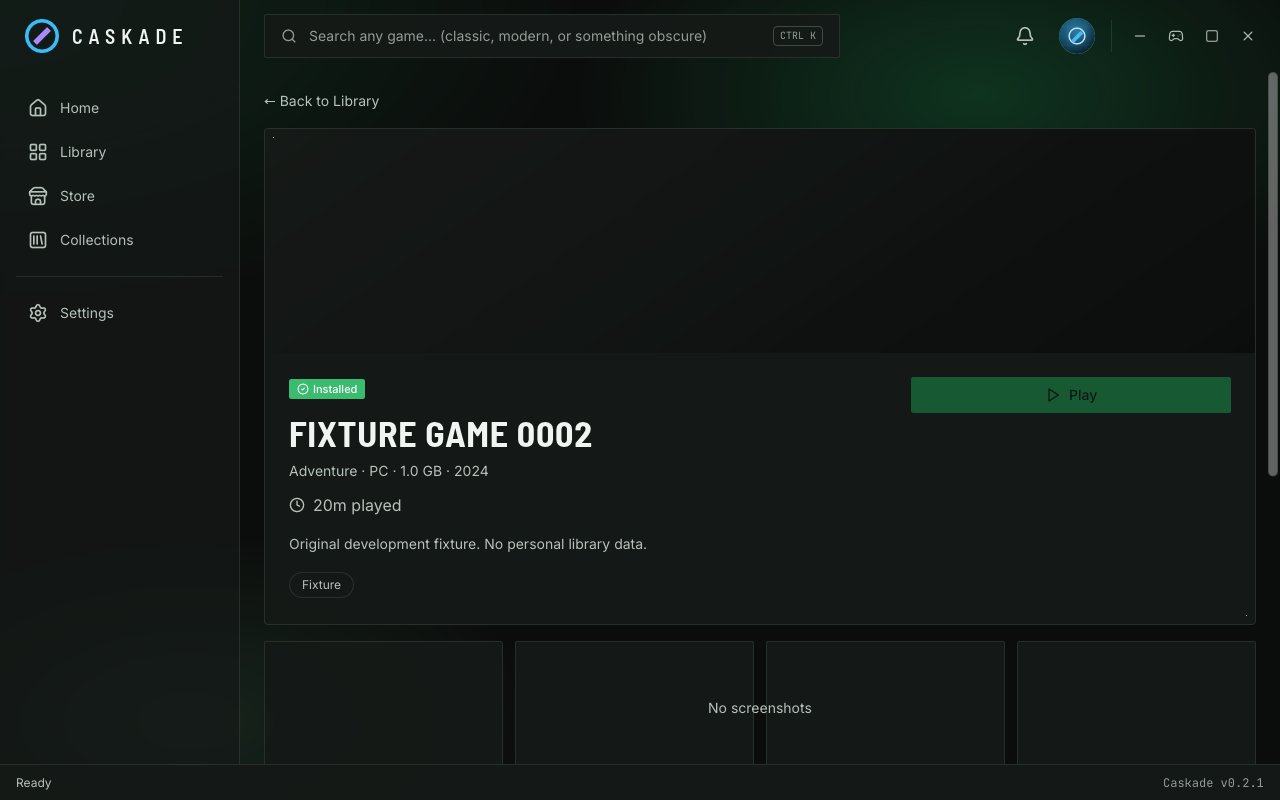 CASKADE
Search any game... (classic, modern, or something obscure)
CTRL K
Home
Library
Store
Collections
Settings
← Back to Library
Installed
Play
FIXTURE GAME 0002
Adventure · PC · 1.0 GB · 2024
20m played
Original development fixture. No personal library data.
Fixture
No screenshots
Ready
Caskade v0.2.1